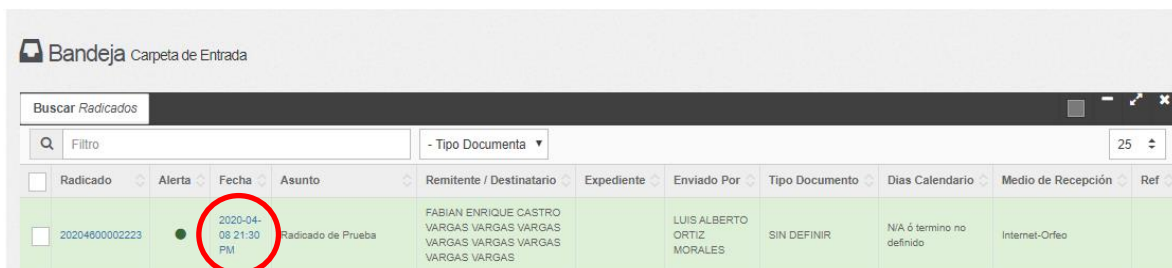 Bandeja Carpeta de Entrada
Buscar Radicados
Filtro - Tipo Documenta 25
Radicado Alerta Fecha Asunto Remitente / Destinatario Expediente Enviado Por Tipo Documento Dias Calendario Medio de Recepción Ref
20204600002223
2020-04-
08 21:30
PM
Radicado de Prueba
FABIAN ENRIQUE CASTRO
VARGAS VARGAS VARGAS
VARGAS VARGAS VARGAS
VARGAS VARGAS
LUIS ALBERTO
ORTIZ
MORALES
SIN DEFINIR
N/A ó termino no
definido
Internet-Orfeo